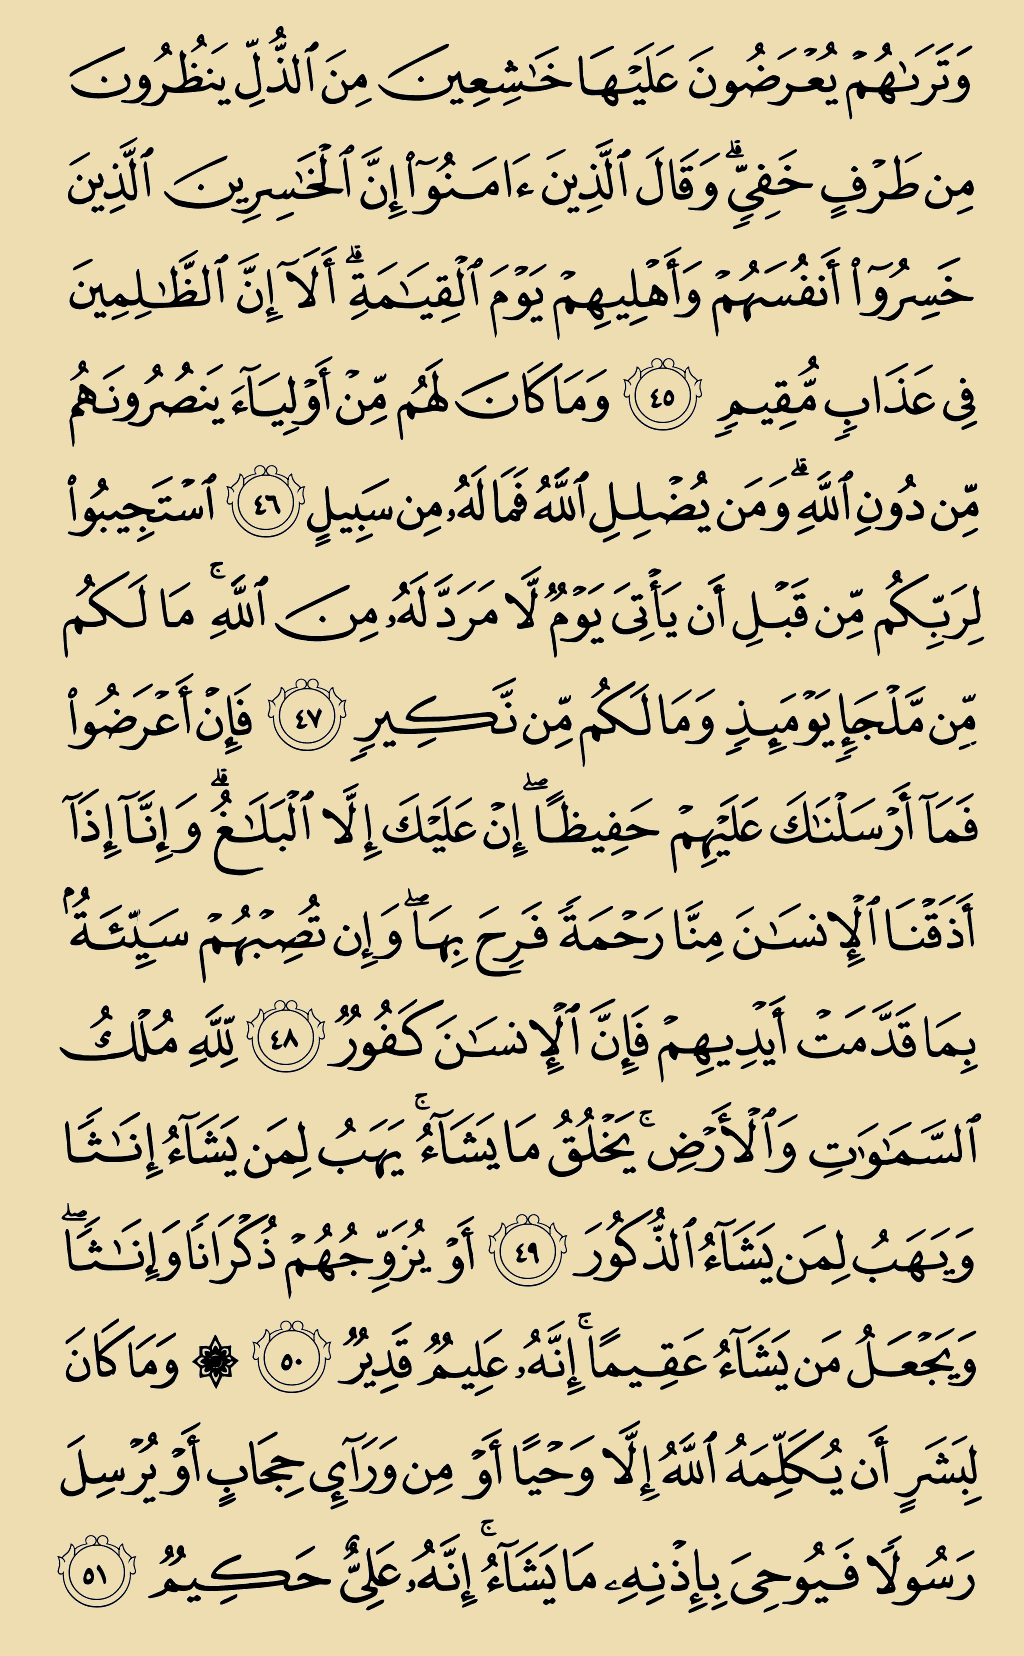 وَتَرَىٰهُمۡ يُعۡرَضُونَ عَلَيۡهَا خَٰشِعِينَ مِنَ ٱلذُّلِّ يَنظُرُونَ
مِن طَرۡفٍ خَفِيّٖۗ وَقَالَ ٱلَّذِينَ ءَامَنُوٓاْ إِنَّ ٱلۡخَٰسِرِينَ ٱلَّذِينَ
خَسِرُوٓاْ أَنفُسَهُمۡ وَأَهۡلِيهِمۡ يَوۡمَ ٱلۡقِيَٰمَةِۗ أَلَآ إِنَّ ٱلظَّٰلِمِينَ
فِي عَذَابٖ مُّقِيمٖ ٤٥ وَمَا كَانَ لَهُم مِّنۡ أَوۡلِيَآءَ يَنصُرُونَهُم
مِّن دُونِ ٱللَّهِۗ وَمَن يُضۡلِلِ ٱللَّهُ فَمَا لَهُۥ مِن سَبِيلٍ ٤٦ ٱسۡتَجِيبُواْ
لِرَبِّكُم مِّن قَبۡلِ أَن يَأۡتِيَ يَوۡمٞ لَّا مَرَدَّ لَهُۥ مِنَ ٱللَّهِۚ مَا لَكُم
مِّن مَّلۡجَإٖ يَوۡمَئِذٖ وَمَا لَكُم مِّن نَّكِيرٖ ٤٧ فَإِنۡ أَعۡرَضُواْ
فَمَآ أَرۡسَلۡنَٰكَ عَلَيۡهِمۡ حَفِيظًاۖ إِنۡ عَلَيۡكَ إِلَّا ٱلۡبَلَٰغُۗ وَإِنَّآ إِذَآ
أَذَقۡنَا ٱلۡإِنسَٰنَ مِنَّا رَحۡمَةٗ فَرِحَ بِهَاۖ وَإِن تُصِبۡهُمۡ سَيِّئَةُۢ
بِمَا قَدَّمَتۡ أَيۡدِيهِمۡ فَإِنَّ ٱلۡإِنسَٰنَ كَفُورٞ ٤٨ لِّلَّهِ مُلۡكُ
ٱلسَّمَٰوَٰتِ وَٱلۡأَرۡضِۚ يَخۡلُقُ مَا يَشَآءُۚ يَهَبُ لِمَن يَشَآءُ إِنَٰثٗا
وَيَهَبُ لِمَن يَشَآءُ ٱلذُّكُورَ ٤٩ أَوۡ يُزَوِّجُهُمۡ ذُكۡرَانٗا وَإِنَٰثٗاۖ
وَيَجۡعَلُ مَن يَشَآءُ عَقِيمًاۚ إِنَّهُۥ عَلِيمٞ قَدِيرٞ ٥٠ ۞ وَمَا كَانَ
لِبَشَرٍ أَن يُكَلِّمَهُ ٱللَّهُ إِلَّا وَحۡيًا أَوۡ مِن وَرَآيِٕ حِجَابٍ أَوۡ يُرۡسِلَ
رَسُولٗا فَيُوحِيَ بِإِذۡنِهِۦ مَا يَشَآءُۚ إِنَّهُۥ عَلِيٌّ حَكِيمٞ ٥١